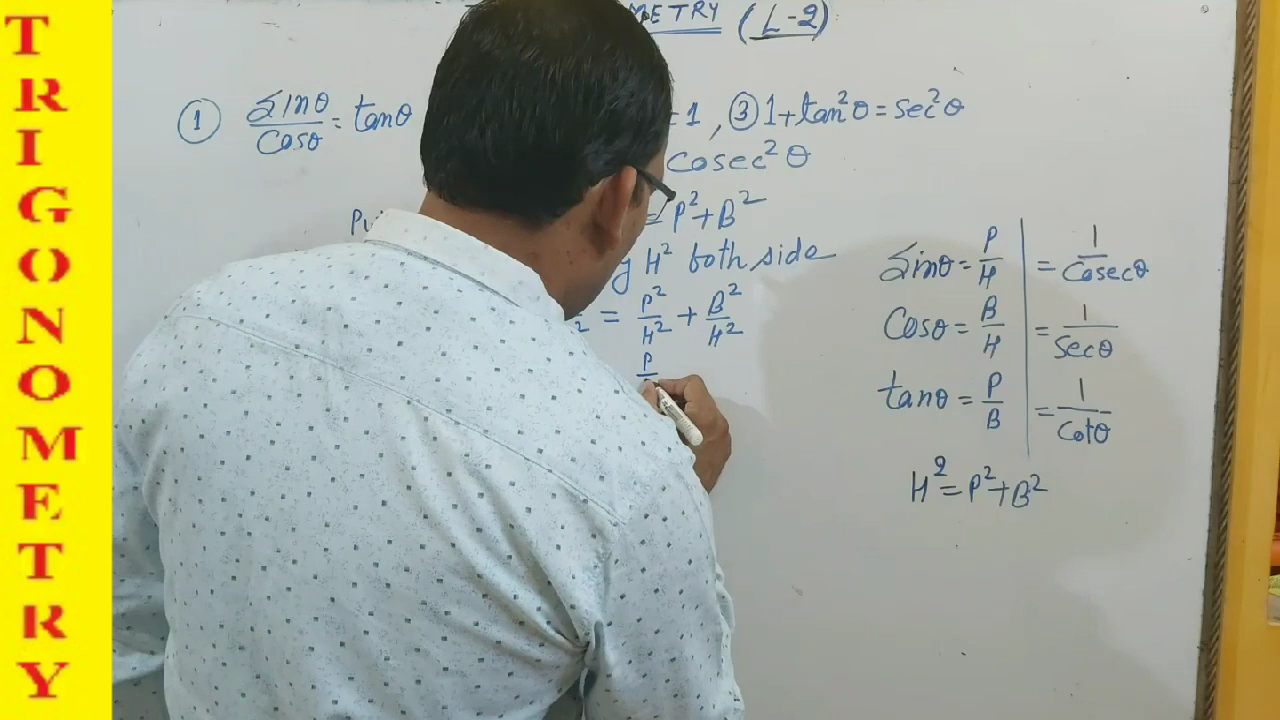 TRIGONOMETRY
METRY (L-2)
① Sinθ/Cosθ = tanθ = 1, ③ 1+tan²θ = sec²θ
cosec²θ
= P²+B²
H² both side
= P²/H² + B²/H²
P
Sinθ = P/H = 1/Cosecθ
Cosθ = B/H = 1/Secθ
tanθ = P/B = 1/Cotθ
H² = P²+B²